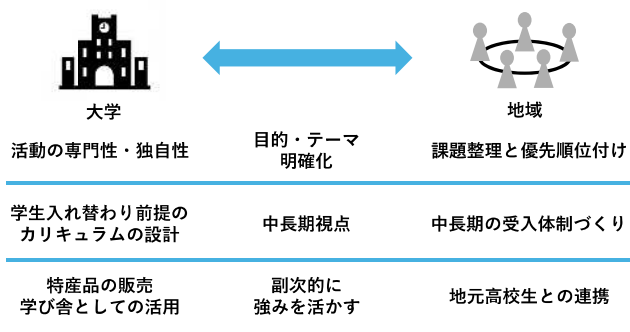 大学
地域
活動の専門性・独自性
目的・テーマ
明確化
課題整理と優先順位付け
学生入れ替わり前提の
カリキュラムの設計
中長期視点
中長期の受入体制づくり
特産品の販売
学び舎としての活用
副次的に
強みを活かす
地元高校生との連携